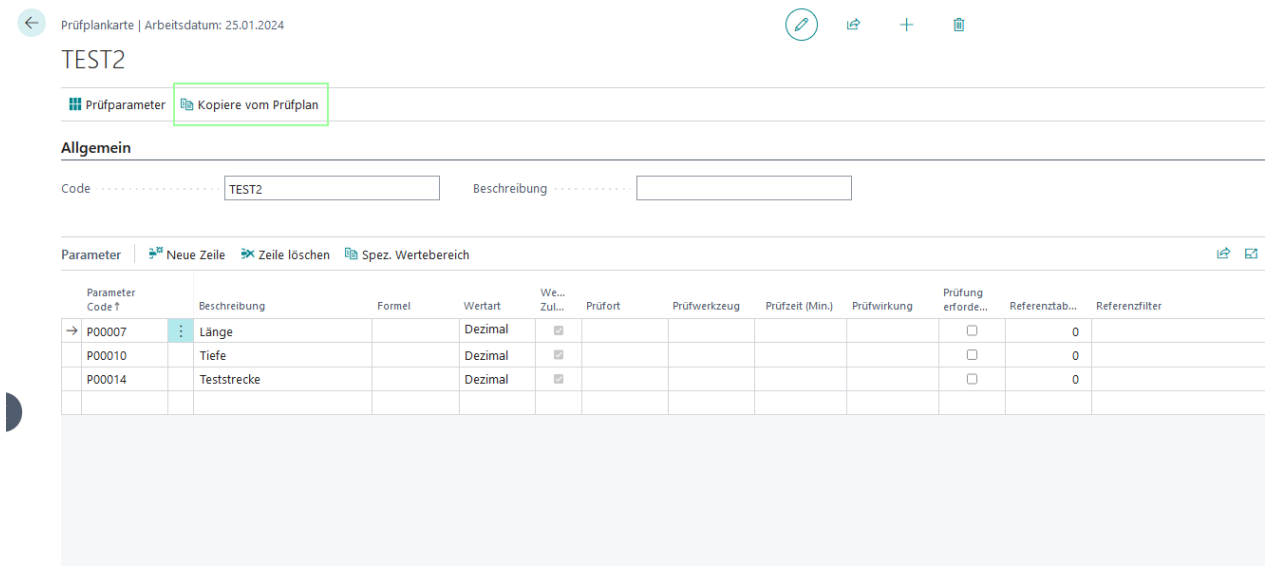 Prüfplankarte | Arbeitsdatum: 25.01.2024
TEST2
Prüfparameter Kopiere vom Prüfplan
Allgemein
Code TEST2 Beschreibung
Parameter Neue Zeile Zeile löschen Spez. Wertebereich
Parameter Code↑ Beschreibung Formel Wertart We... Zul... Prüfort Prüfwerkzeug Prüfzeit (Min.) Prüfwirkung Prüfung erforde... Referenztab... Referenzfilter
P00007 Länge Dezimal 0
P00010 Tiefe Dezimal 0
P00014 Teststrecke Dezimal 0